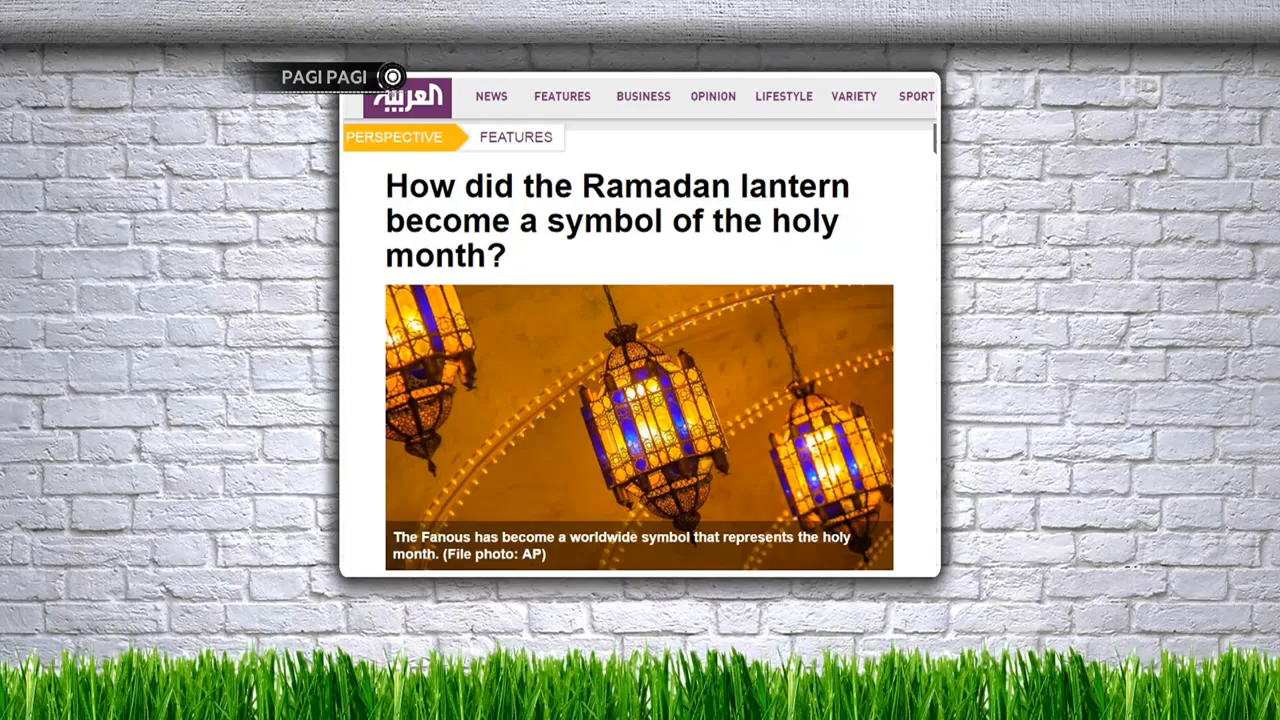 PAGI PAGI
العربية
NEWS FEATURES BUSINESS OPINION LIFESTYLE VARIETY SPORT
PERSPECTIVE FEATURES
How did the Ramadan lantern
become a symbol of the holy
month?
The Fanous has become a worldwide symbol that represents the holy
month. (File photo: AP)